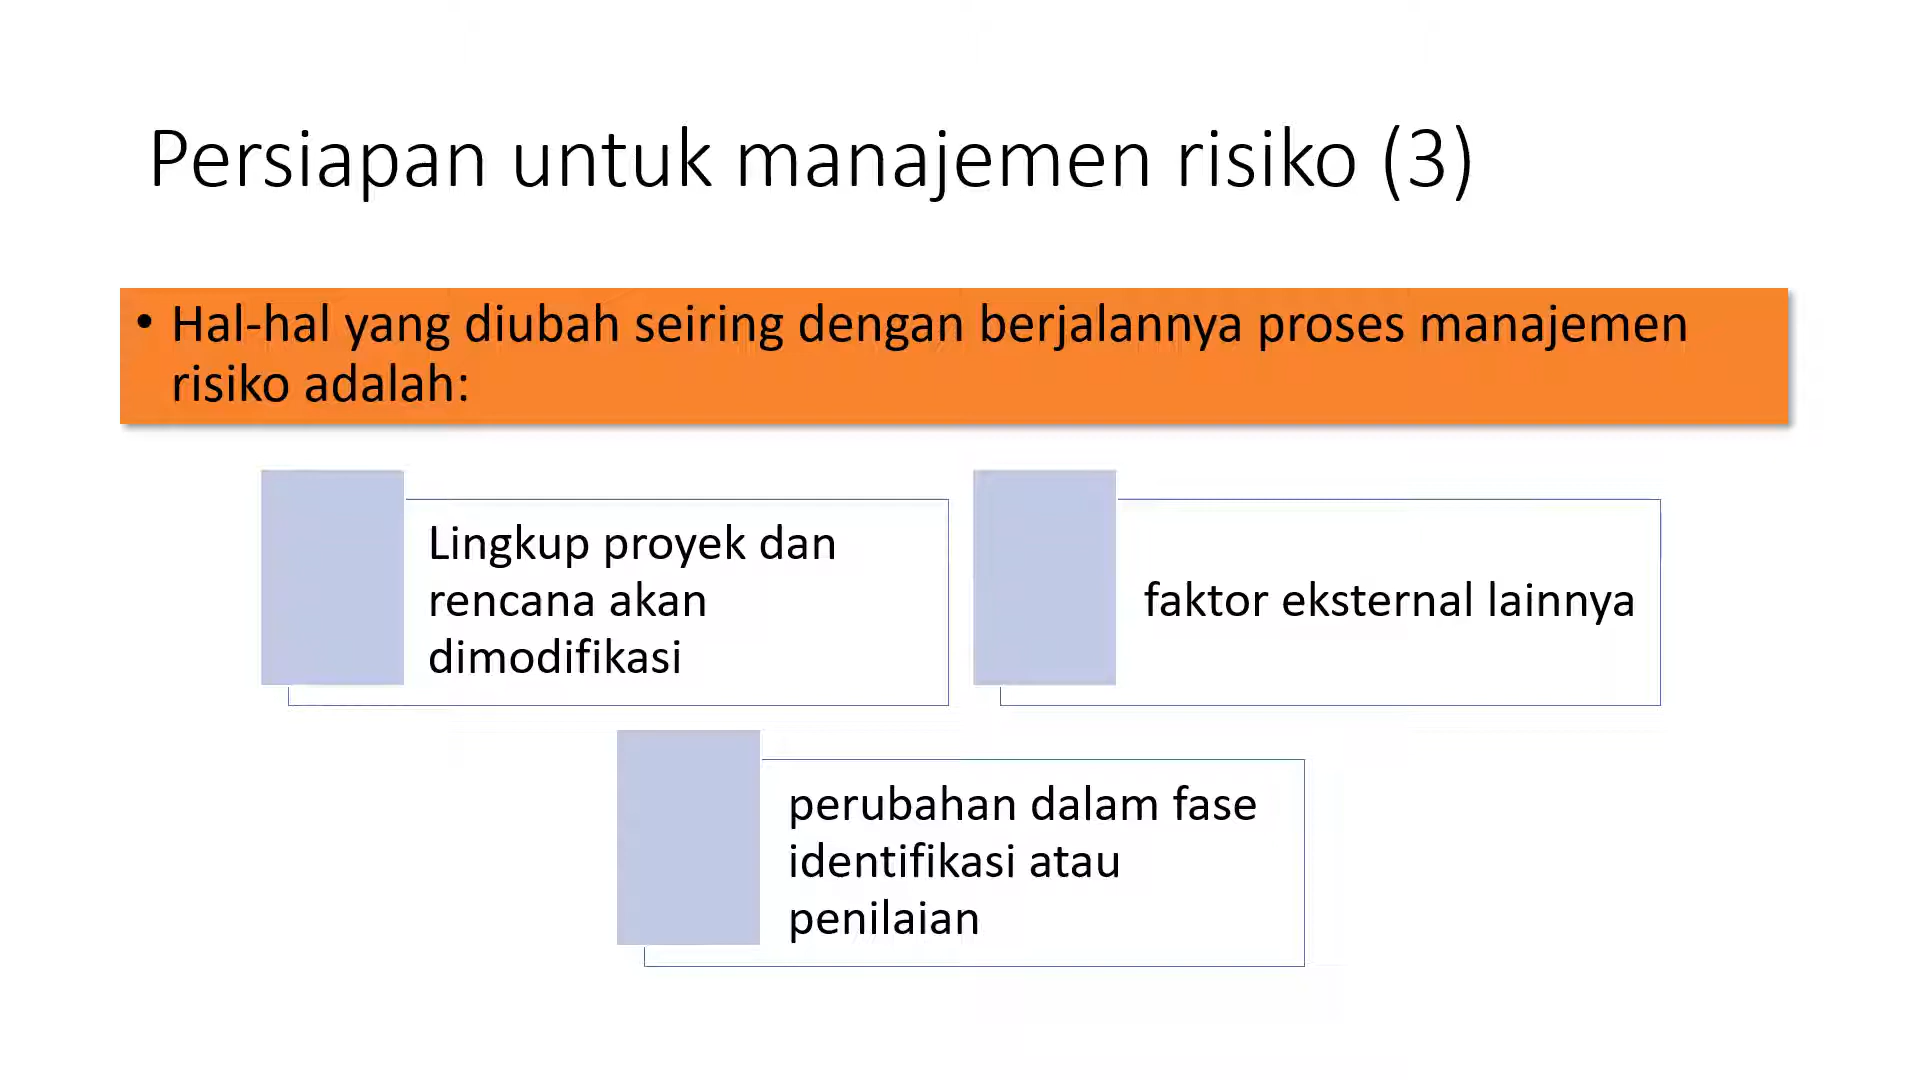 Persiapan untuk manajemen risiko (3)
• Hal-hal yang diubah seiring dengan berjalannya proses manajemen
risiko adalah:
Lingkup proyek dan
rencana akan
dimodifikasi
faktor eksternal lainnya
perubahan dalam fase
identifikasi atau
penilaian